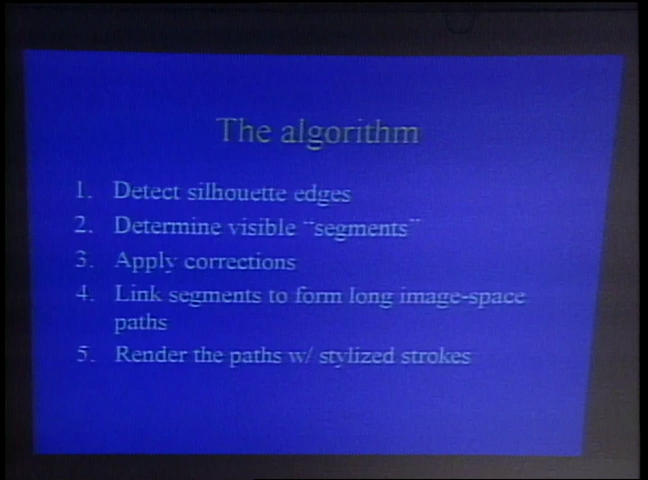 The algorithm
1. Detect silhouette edges
2. Determine visible "segments"
3. Apply corrections
4. Link segments to form long image-space
paths
5. Render the paths w/ stylized strokes